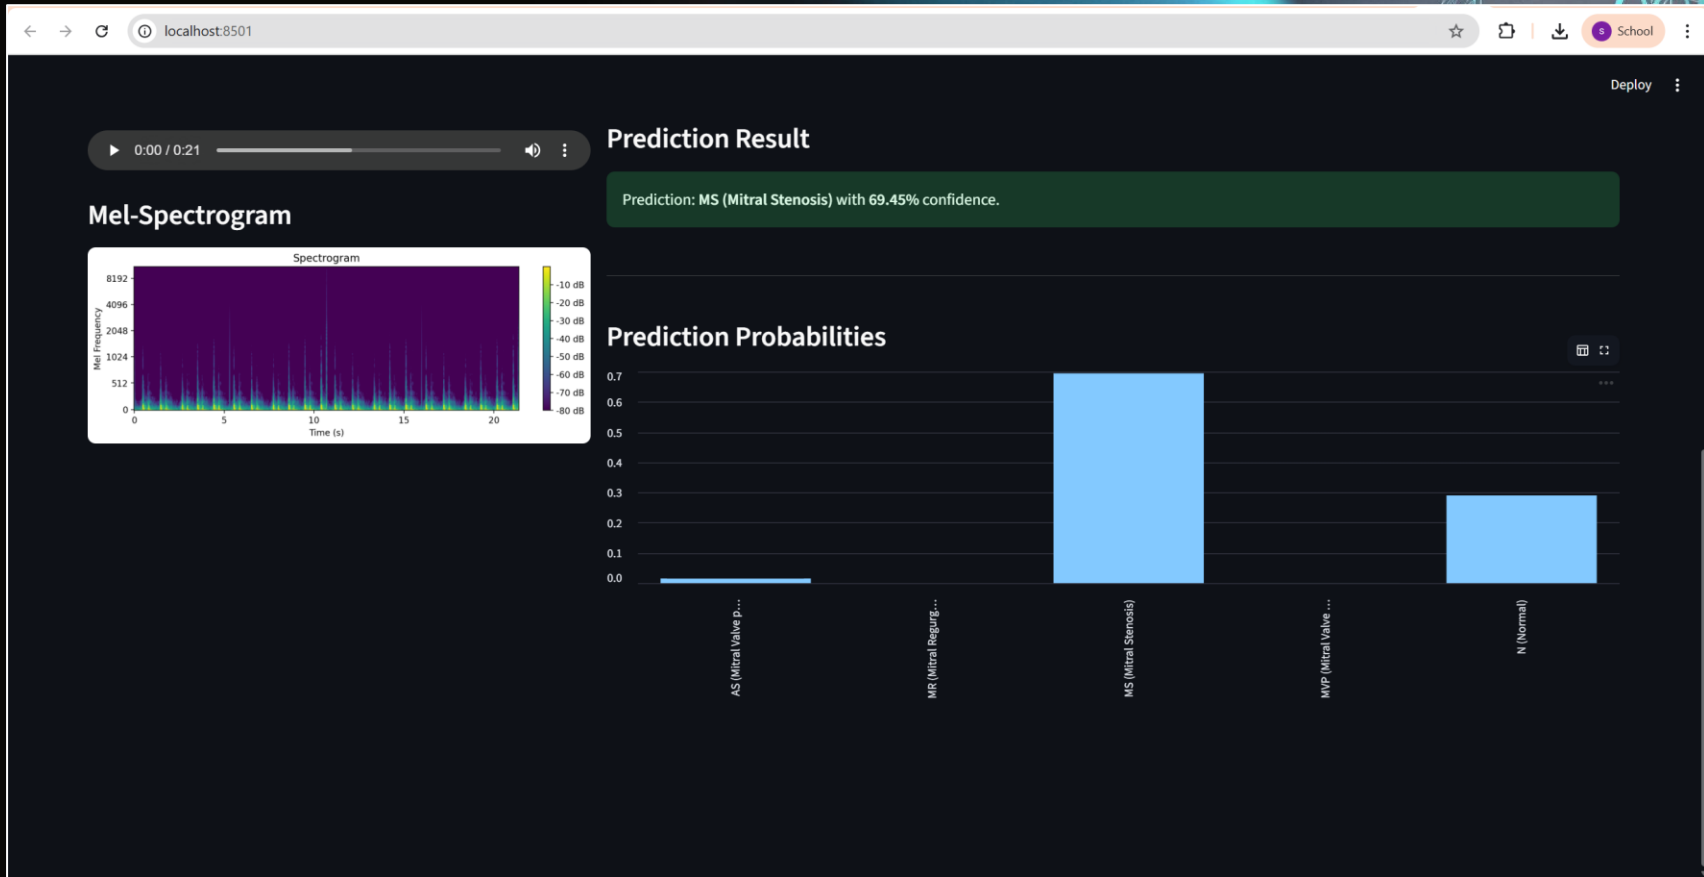 localhost:8501
S School
Deploy
0:00 / 0:21
Mel-Spectrogram
Spectrogram
8192
4096
2048
1024
512
0
Mel Frequency
0 5 10 15 20
Time (s)
-10 dB
-20 dB
-30 dB
-40 dB
-50 dB
-60 dB
-70 dB
-80 dB
Prediction Result
Prediction: MS (Mitral Stenosis) with 69.45% confidence.
Prediction Probabilities
0.7
0.6
0.5
0.4
0.3
0.2
0.1
0.0
AS (Mitral Valve p...
MR (Mitral Regurg...
MS (Mitral Stenosis)
MVP (Mitral Valve ...
N (Normal)